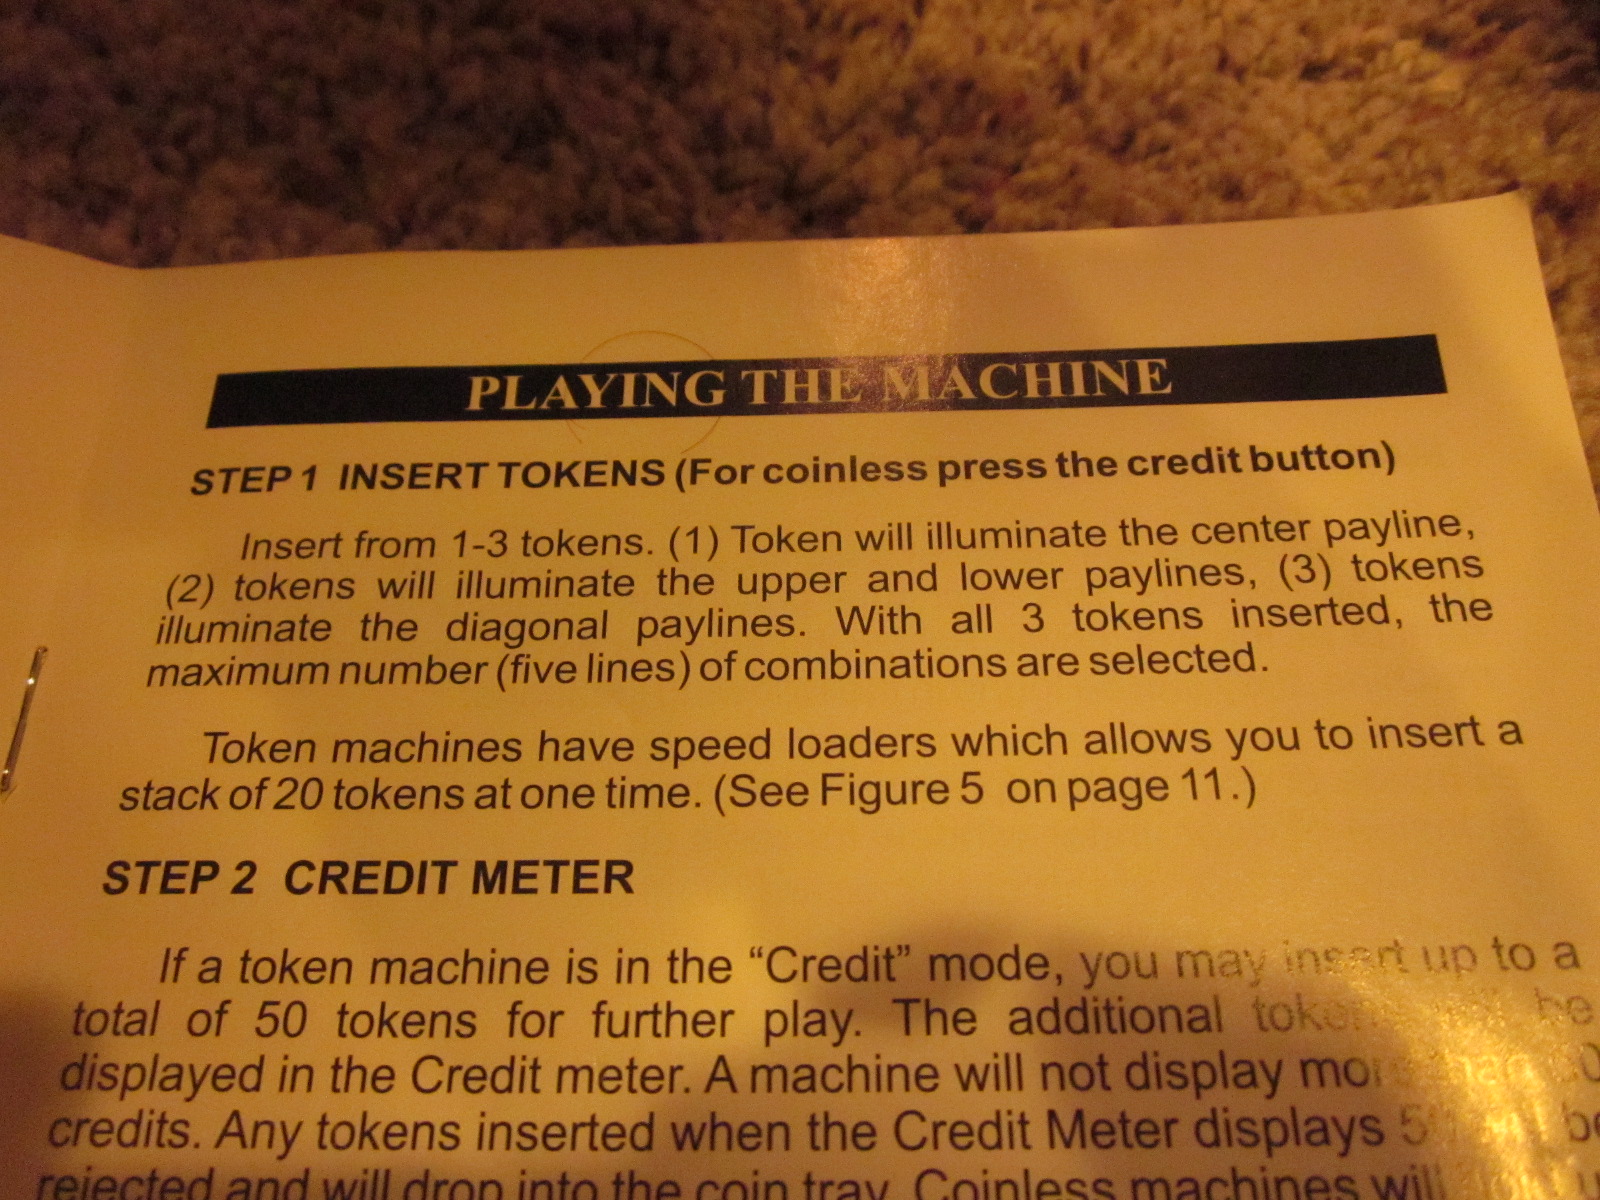 PLAYING THE MACHINE
STEP 1 INSERT TOKENS (For coinless press the credit button)
Insert from 1-3 tokens. (1) Token will illuminate the center payline,
(2) tokens will illuminate the upper and lower paylines, (3) tokens
illuminate the diagonal paylines. With all 3 tokens inserted, the
maximum number (five lines) of combinations are selected.
Token machines have speed loaders which allows you to insert a
stack of 20 tokens at one time. (See Figure 5 on page 11.)
STEP 2 CREDIT METER
If a token machine is in the “Credit” mode, you may insert up to a
total of 50 tokens for further play. The additional tokens will be
displayed in the Credit meter. A machine will not display more than
credits. Any tokens inserted when the Credit Meter displays
rejected and will drop into the coin tray. Coinless machines will